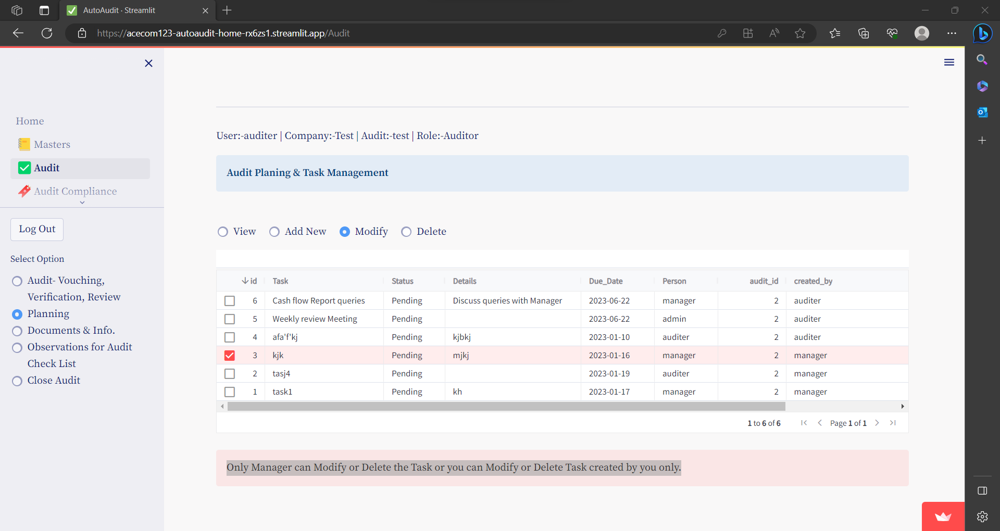 AutoAudit · Streamlit
https://acecom123-autoaudit-home-rx6zs1.streamlit.app/Audit
Home
Masters
Audit
Audit Compliance
Log Out
Select Option
Audit- Vouching,
Verification, Review
Planning
Documents & Info.
Observations for Audit
Check List
Close Audit
User:-auditer | Company:-Test | Audit:-test | Role:-Auditor
Audit Planing & Task Management
View Add New Modify Delete
id Task Status Details Due_Date Person audit_id created_by
6 Cash flow Report queries Pending Discuss queries with Manager 2023-06-22 manager 2 auditer
5 Weekly review Meeting Pending 2023-06-22 admin 2 auditer
4 afa'f'kj Pending kjbkj 2023-01-10 auditer 2 auditer
3 kjk Pending mjkj 2023-01-16 manager 2 manager
2 tasj4 Pending 2023-01-19 auditer 2 manager
1 task1 Pending kh 2023-01-17 manager 2 manager
1 to 6 of 6 Page 1 of 1
Only Manager can Modify or Delete the Task or you can Modify or Delete Task created by you only.